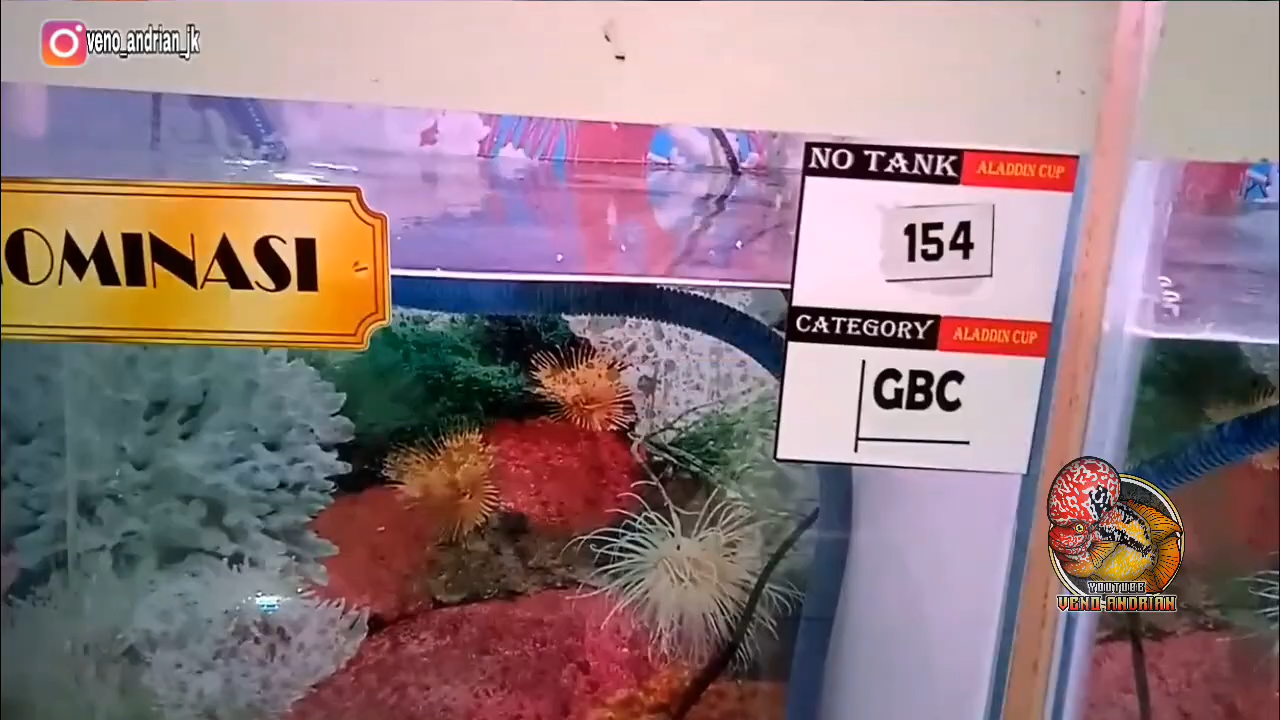 veno_andrian_jk
NO TANK ALADDIN CUP
154
OMINASI
CATEGORY ALADDIN CUP
GBC
YOUTUBE
VENO ANDRIAN